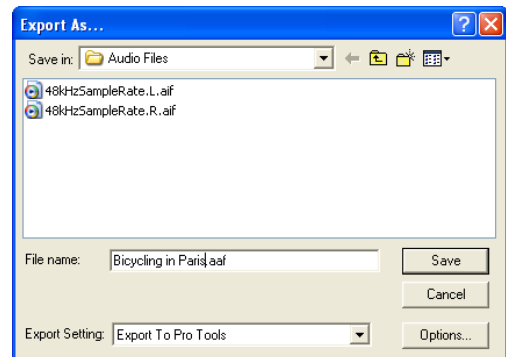 Export As...
Save in: Audio Files
48kHzSampleRate.L.aif
48kHzSampleRate.R.aif
File name: Bicycling in Paris.aaf Save
Cancel
Export Setting: Export To Pro Tools Options...